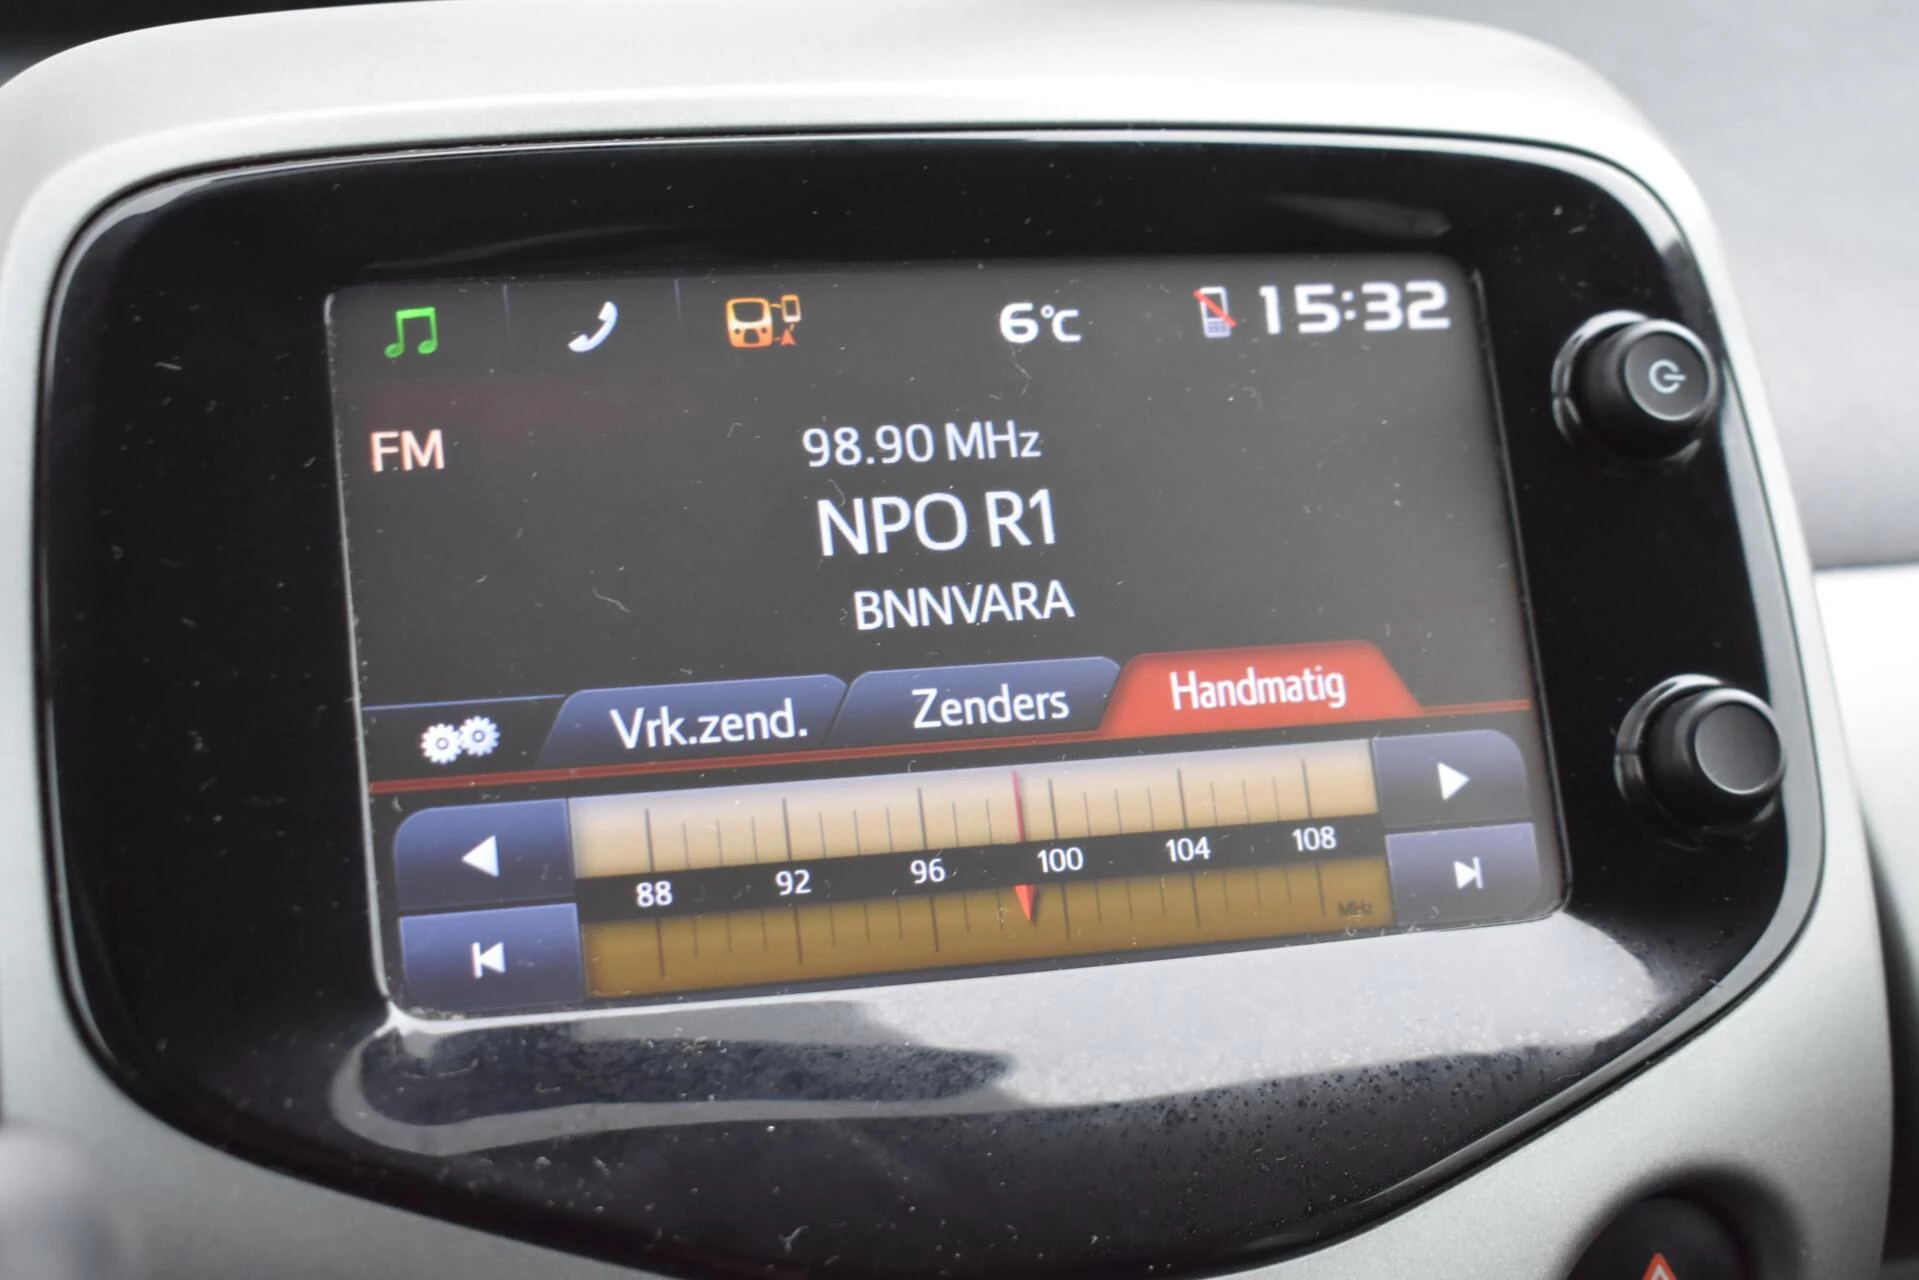 6°C 15:32
FM 98.90 MHz
NPO R1
BNNVARA
Vrk.zend. Zenders Handmatig
88 92 96 100 104 108
MHz